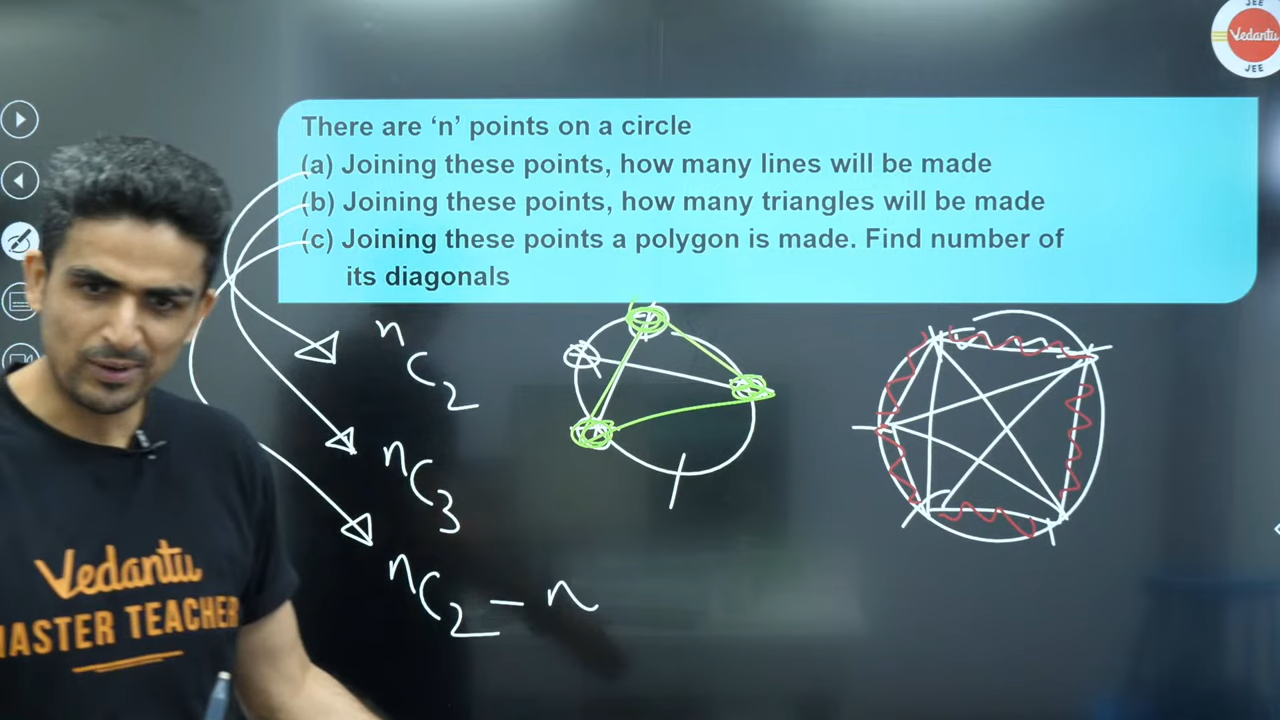 JEE
Vedantu
JEE
There are ‘n’ points on a circle
(a) Joining these points, how many lines will be made
(b) Joining these points, how many triangles will be made
(c) Joining these points a polygon is made. Find number of
its diagonals
nC2
nC3
nC2 – n
Vedantu
MASTER TEACHER